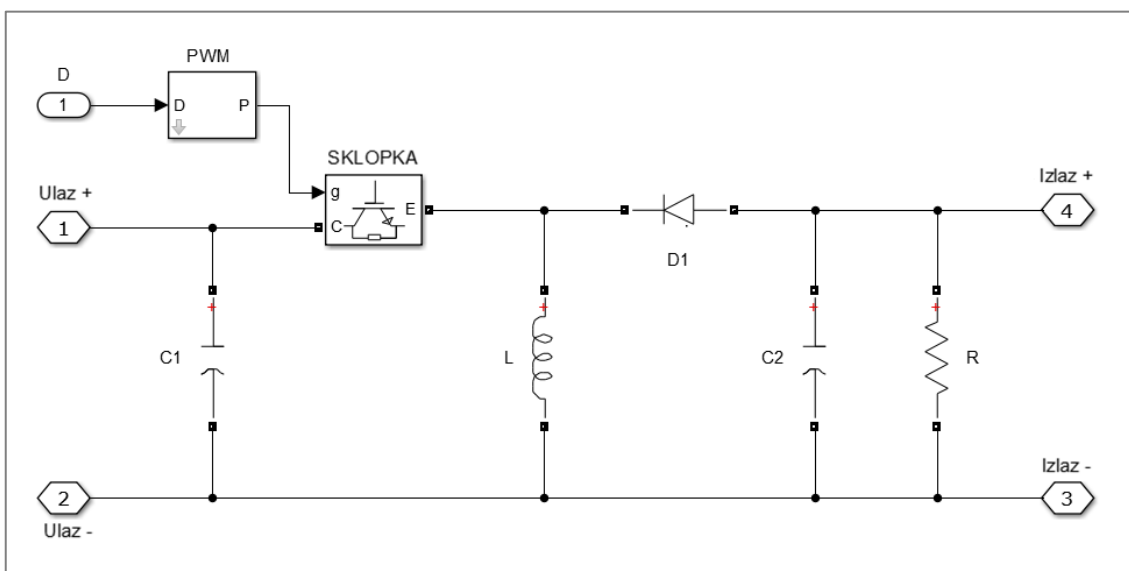 PWM
D
1
D
P
SKLOPKA
g
C
E
Ulaz +
1
Izlaz +
4
D1
+
+
+
+
C1
L
C2
R
2
Ulaz -
Izlaz -
3